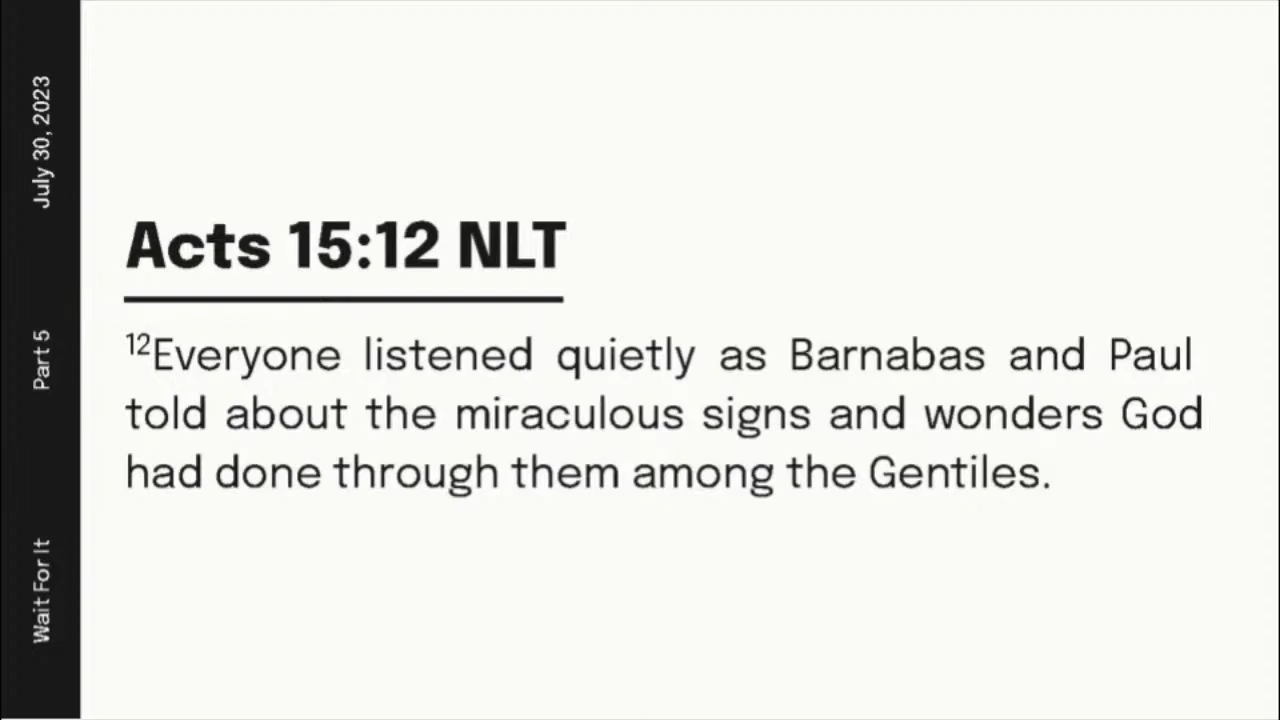 July 30, 2023
Part 5
Wait For It
Acts 15:12 NLT
12Everyone listened quietly as Barnabas and Paul
told about the miraculous signs and wonders God
had done through them among the Gentiles.